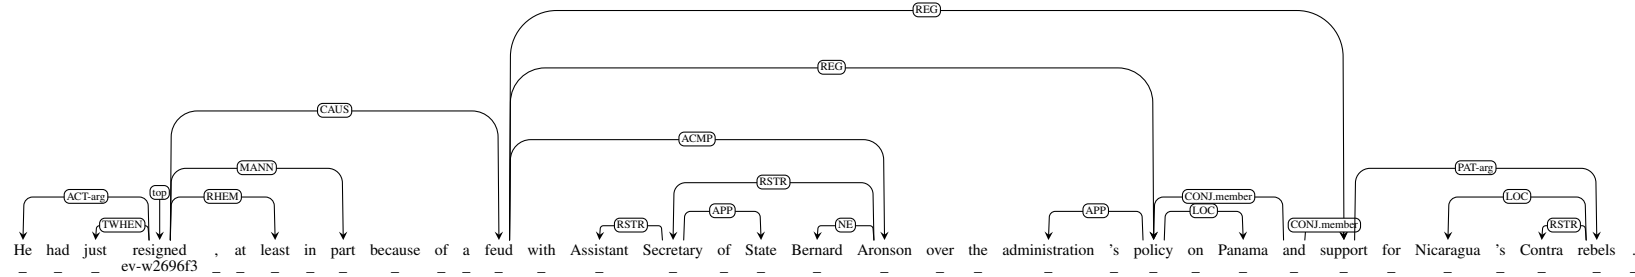 REG
REG
CAUS
ACMP
MANN PAT-arg
RSTR
ACT-arg top RHEM CONJ.member LOC
APP APP LOC
TWHEN RSTR NE CONJ.member RSTR
He had just resigned , at least in part because of a feud with Assistant Secretary of State Bernard Aronson over the administration 's policy on Panama and support for Nicaragua 's Contra rebels .
_ _ _ ev-w2696f3 _ _ _ _ _ _ _ _ _ _ _ _ _ _ _ _ _ _ _ _ _ _ _ _ _ _ _ _ _ _ _